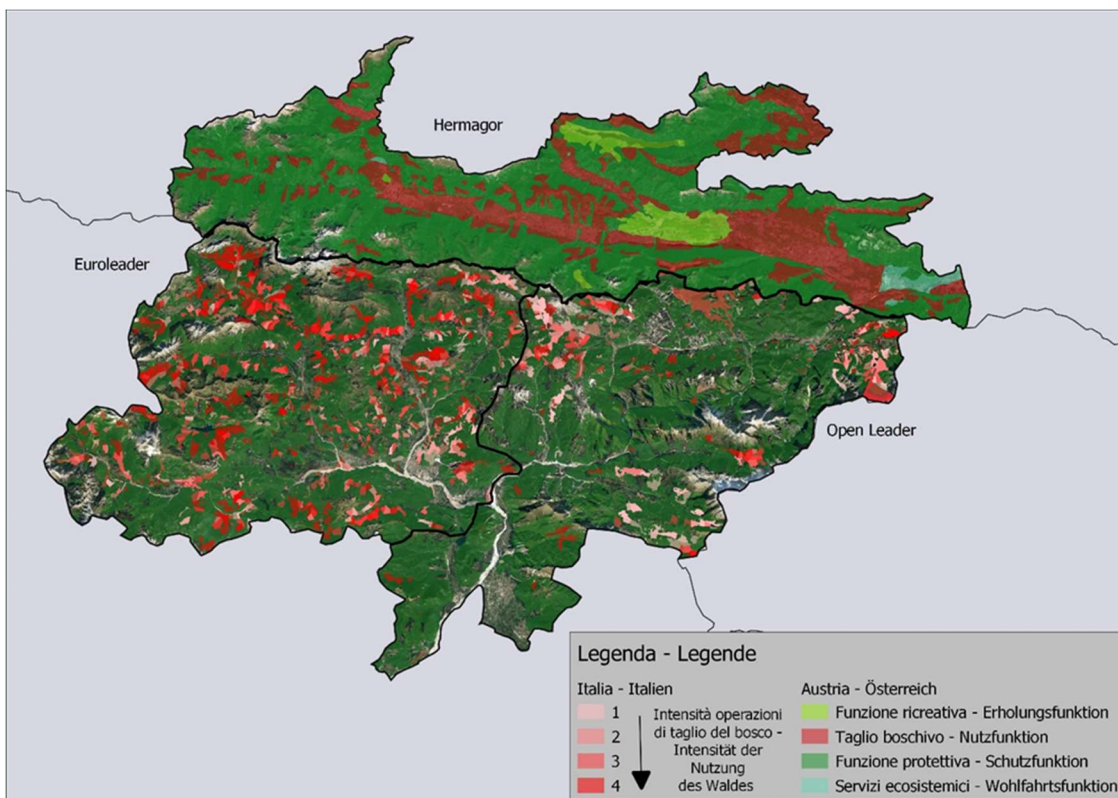 Hermagor
Euroleader
Open Leader
Legenda - Legende
Italia - Italien
1
2
3
4
Intensità operazioni
di taglio del bosco -
Intensität der
Nutzung
des Waldes
Austria - Österreich
Funzione ricreativa - Erholungsfunktion
Taglio boschivo - Nutzfunktion
Funzione protettiva - Schutzfunktion
Servizi ecosistemici - Wohlfahrtsfunktion